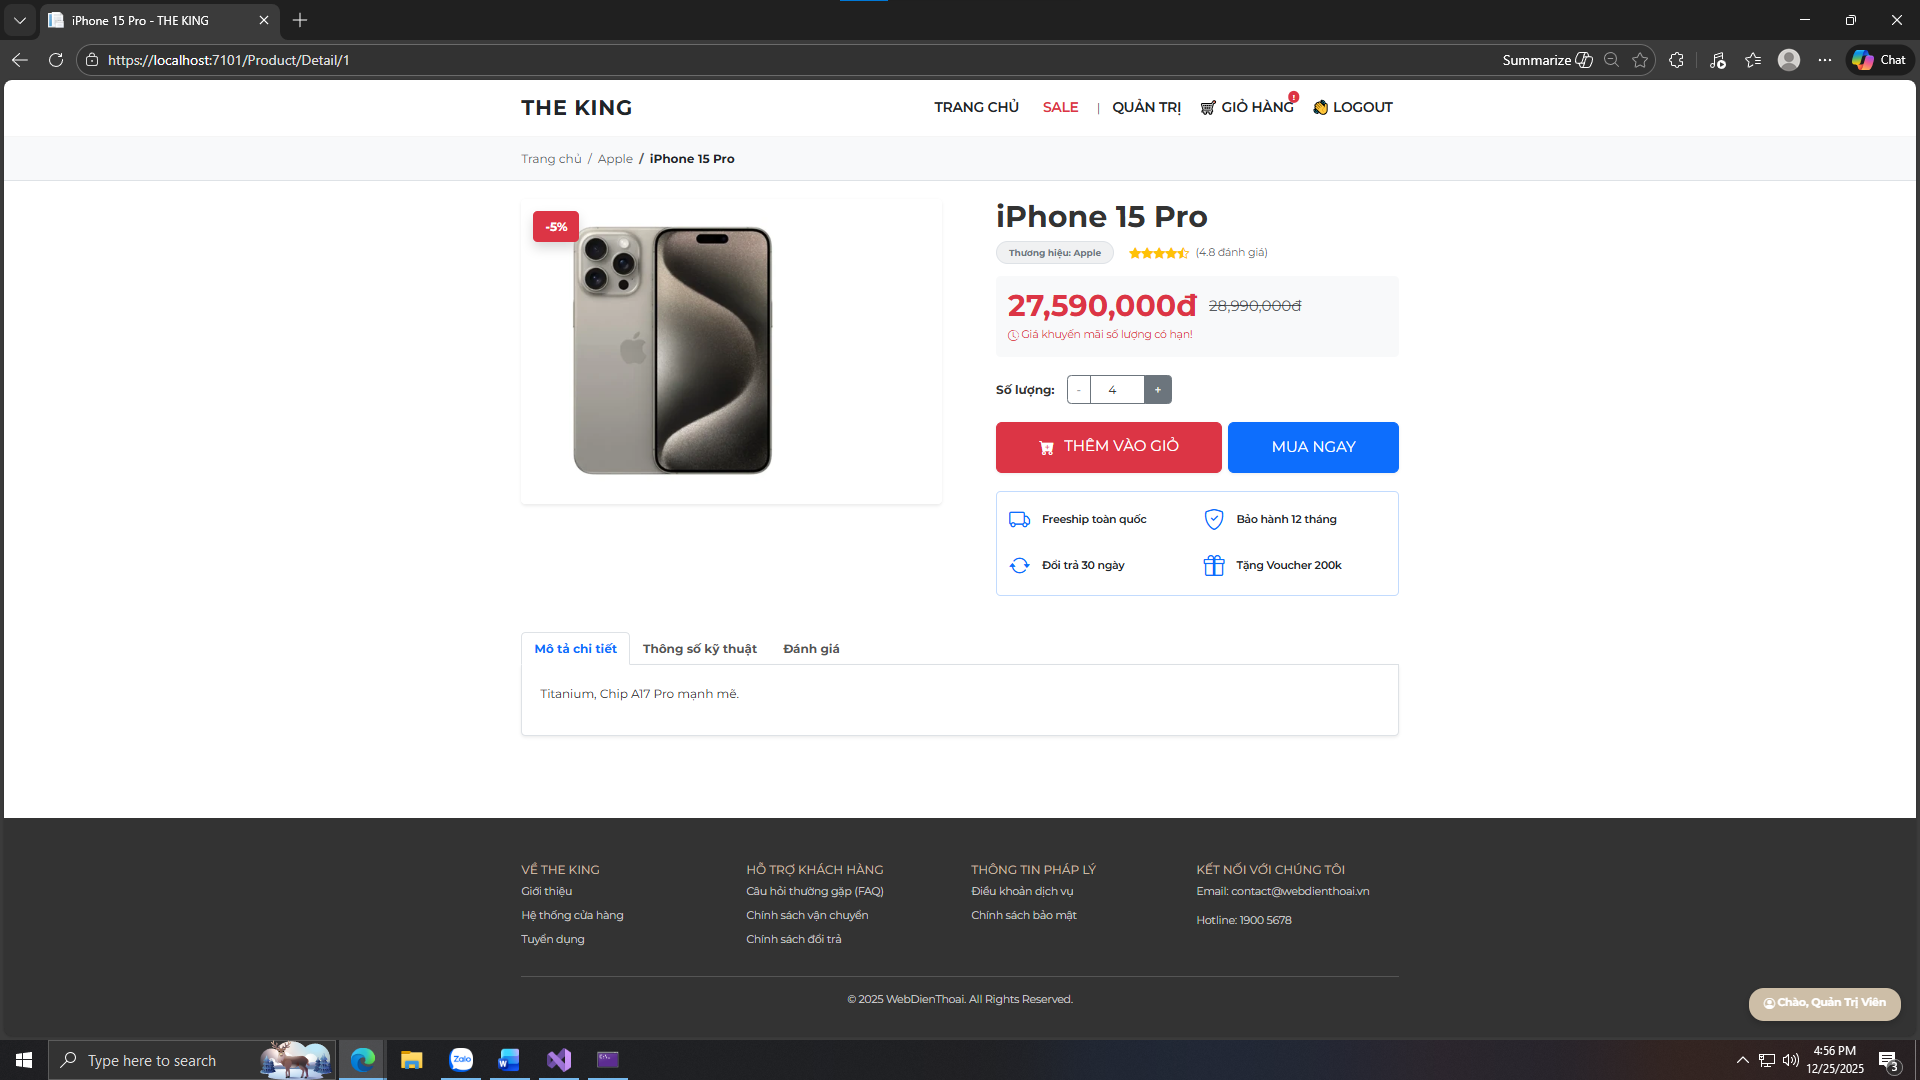 iPhone 15 Pro - THE KING
https://localhost:7101/Product/Detail/1
Summarize
Chat
THE KING
TRANG CHỦ
SALE
|
QUẢN TRỊ
GIỎ HÀNG
!
LOGOUT
Trang chủ / Apple / iPhone 15 Pro
-5%
iPhone 15 Pro
Thương hiệu: Apple
(4.8 đánh giá)
27,590,000đ 28,990,000đ
Giá khuyến mãi số lượng có hạn!
Số lượng:
- 4 +
THÊM VÀO GIỎ
MUA NGAY
Freeship toàn quốc
Bảo hành 12 tháng
Đổi trả 30 ngày
Tặng Voucher 200k
Mô tả chi tiết
Thông số kỹ thuật
Đánh giá
Titanium, Chip A17 Pro mạnh mẽ.
VỀ THE KING
Giới thiệu
Hệ thống cửa hàng
Tuyển dụng
HỖ TRỢ KHÁCH HÀNG
Câu hỏi thường gặp (FAQ)
Chính sách vận chuyển
Chính sách đổi trả
THÔNG TIN PHÁP LÝ
Điều khoản dịch vụ
Chính sách bảo mật
KẾT NỐI VỚI CHÚNG TÔI
Email: contact@webdienthoai.vn
Hotline: 1900 5678
© 2025 WebDienThoai. All Rights Reserved.
Chào, Quản Trị Viên
Type here to search
Zalo
W
4:56 PM
12/25/2025
3